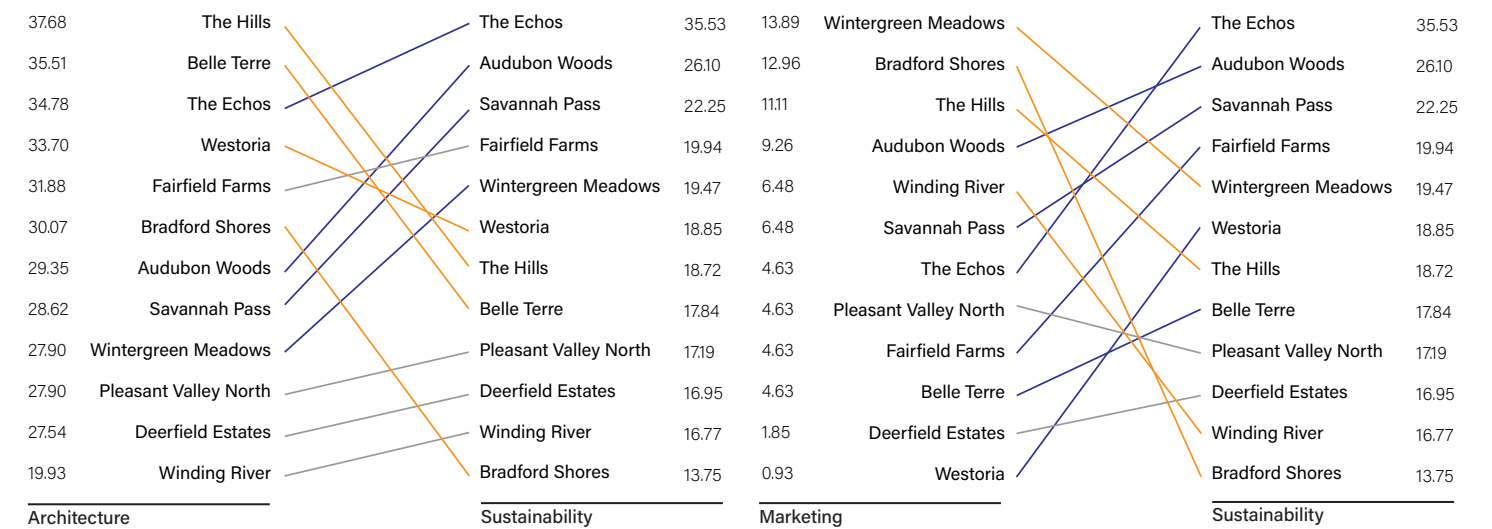 37.68 The Hills The Echos 35.53 13.89 Wintergreen Meadows The Echos 35.53
35.51 Belle Terre Audubon Woods 26.10 12.96 Bradford Shores Audubon Woods 26.10
34.78 The Echos Savannah Pass 22.25 11.11 The Hills Savannah Pass 22.25
33.70 Westoria Fairfield Farms 19.94 9.26 Audubon Woods Fairfield Farms 19.94
31.88 Fairfield Farms Wintergreen Meadows 19.47 6.48 Winding River Wintergreen Meadows 19.47
30.07 Bradford Shores Westoria 18.85 6.48 Savannah Pass Westoria 18.85
29.35 Audubon Woods The Hills 18.72 4.63 The Echos The Hills 18.72
28.62 Savannah Pass Belle Terre 17.84 4.63 Pleasant Valley North Belle Terre 17.84
27.90 Wintergreen Meadows Pleasant Valley North 17.19 4.63 Fairfield Farms Pleasant Valley North 17.19
27.90 Pleasant Valley North Deerfield Estates 16.95 4.63 Belle Terre Deerfield Estates 16.95
27.54 Deerfield Estates Winding River 16.77 1.85 Deerfield Estates Winding River 16.77
19.93 Winding River Bradford Shores 13.75 0.93 Westoria Bradford Shores 13.75
Architecture Sustainability Marketing Sustainability